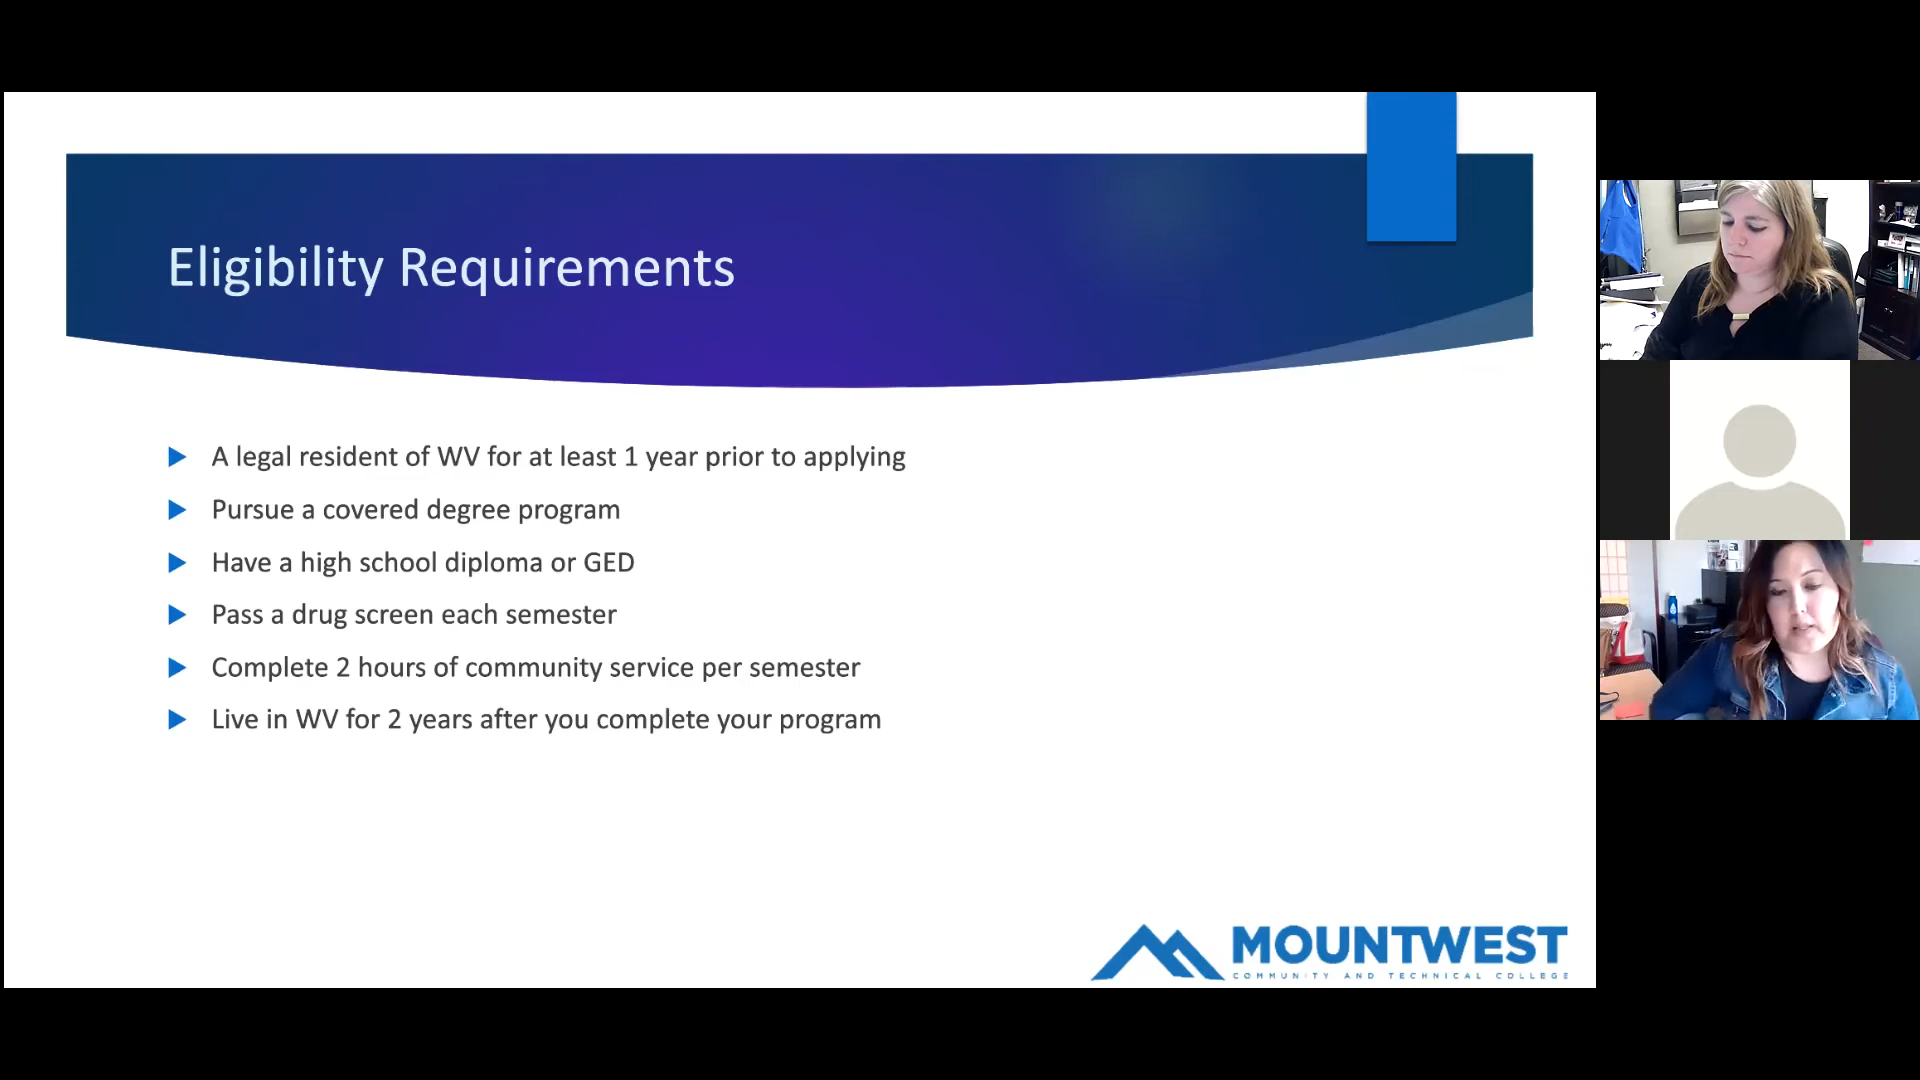 Eligibility Requirements
A legal resident of WV for at least 1 year prior to applying
Pursue a covered degree program
Have a high school diploma or GED
Pass a drug screen each semester
Complete 2 hours of community service per semester
Live in WV for 2 years after you complete your program
MOUNTWEST
COMMUNITY AND TECHNICAL COLLEGE